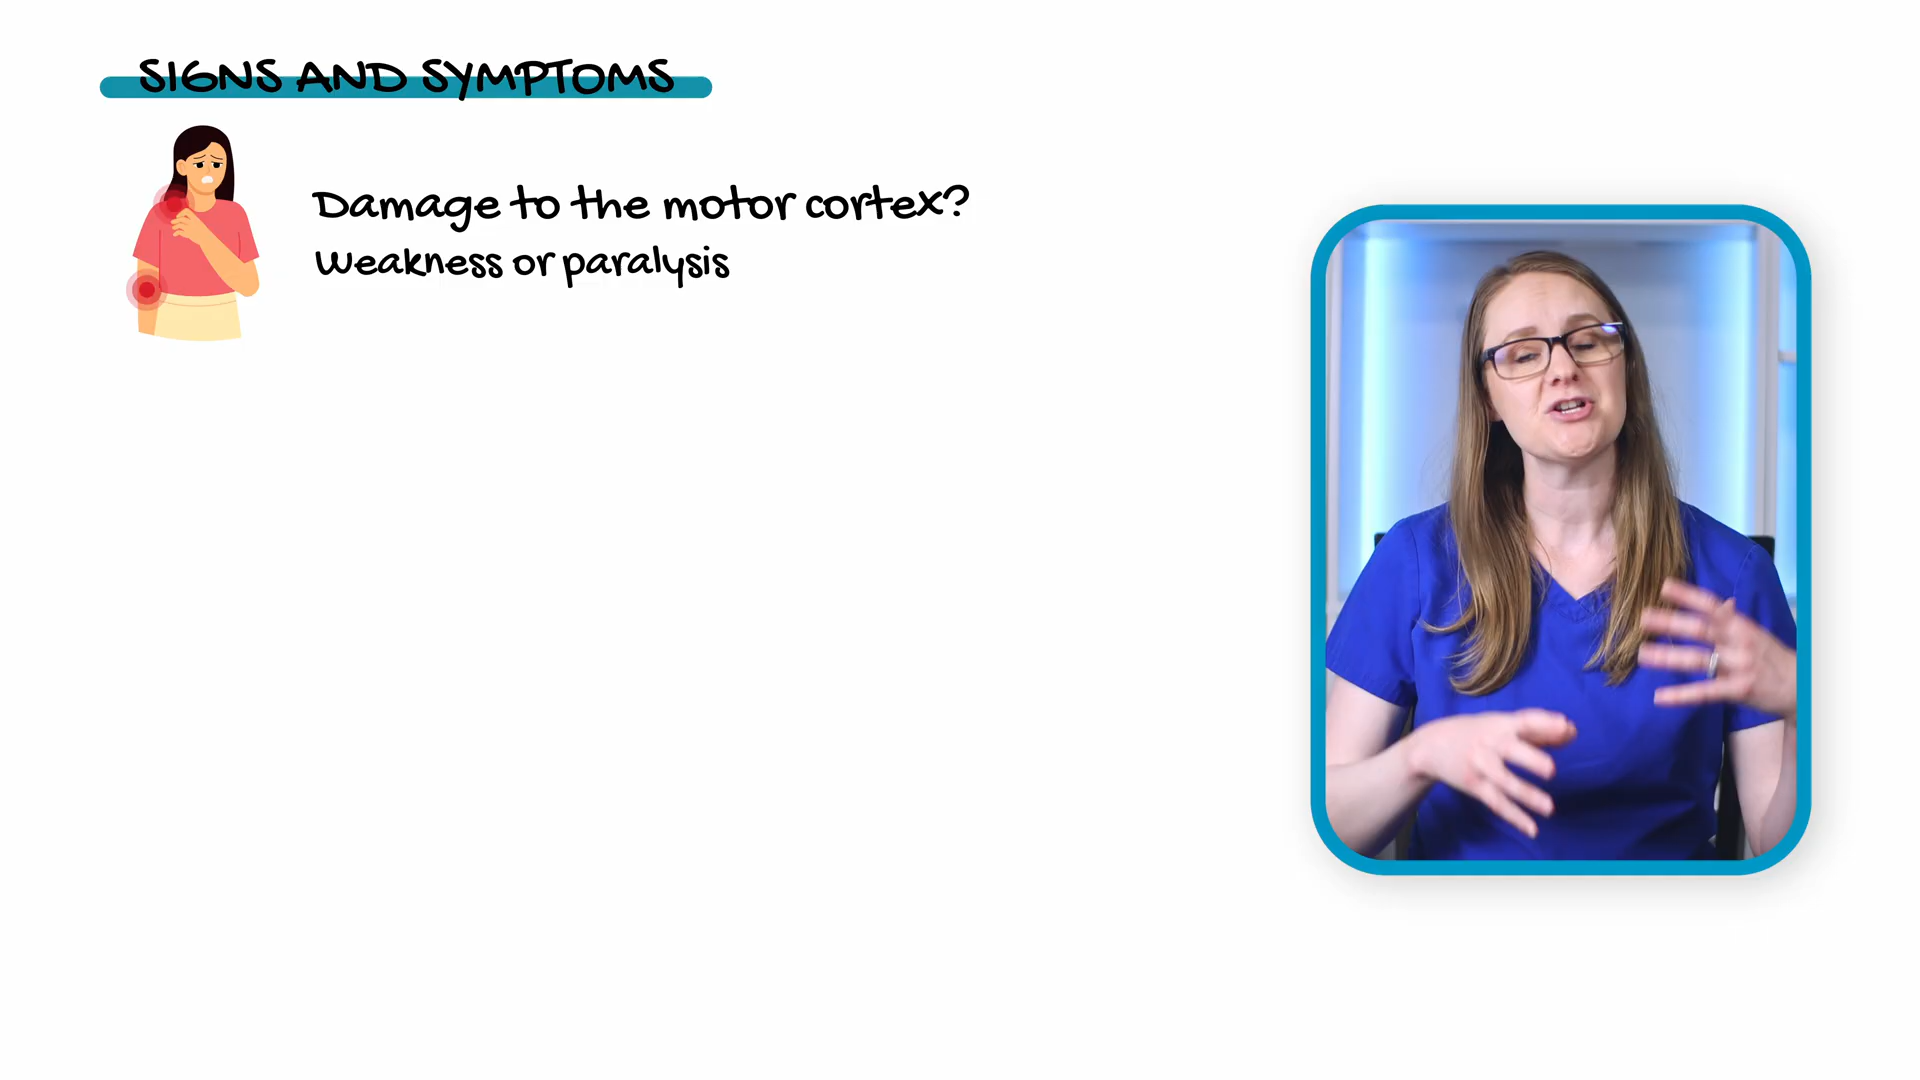 SIGNS AND SYMPTOMS
Damage to the motor cortex?
Weakness or paralysis